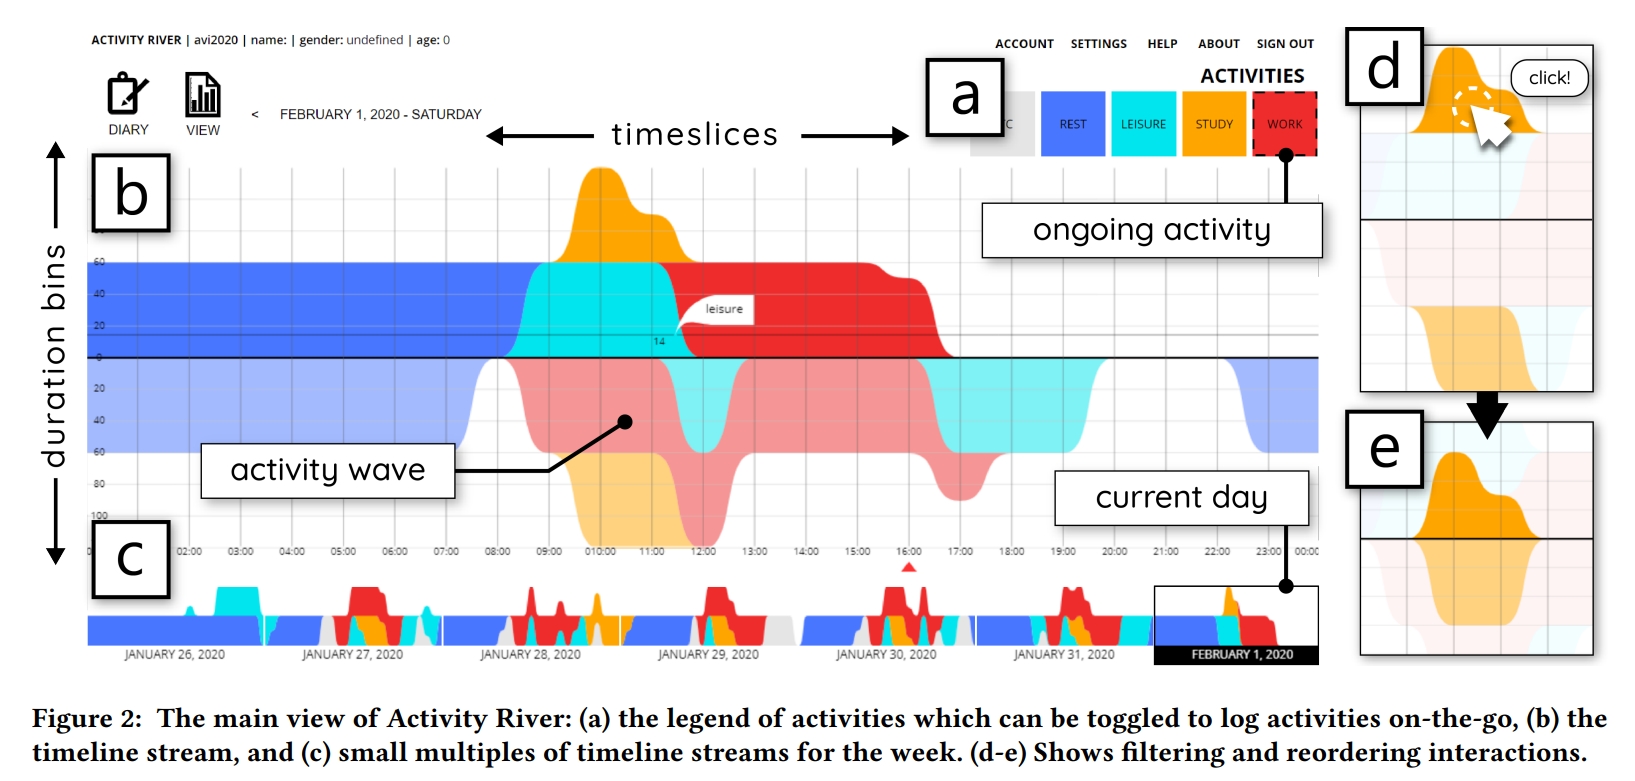 ACTIVITY RIVER | avi2020 | name: | gender: undefined | age: 0
ACCOUNT SETTINGS HELP ABOUT SIGN OUT
ACTIVITIES
DIARY
VIEW
< FEBRUARY 1, 2020 - SATURDAY
timeslices
a
REST
LEISURE
STUDY
WORK
ongoing activity
b
duration bins
60
40
20
0
20
40
60
80
100
leisure
14
activity wave
current day
c
02:00 03:00 04:00 05:00 06:00 07:00 08:00 09:00 010:00 11:00 12:00 13:00 14:00 15:00 16:00 17:00 18:00 19:00 20:00 21:00 22:00 23:00 00:00
JANUARY 26, 2020
JANUARY 27, 2020
JANUARY 28, 2020
JANUARY 29, 2020
JANUARY 30, 2020
JANUARY 31, 2020
FEBRUARY 1, 2020
d
click!
e
Figure 2: The main view of Activity River: (a) the legend of activities which can be toggled to log activities on-the-go, (b) the
timeline stream, and (c) small multiples of timeline streams for the week. (d-e) Shows filtering and reordering interactions.